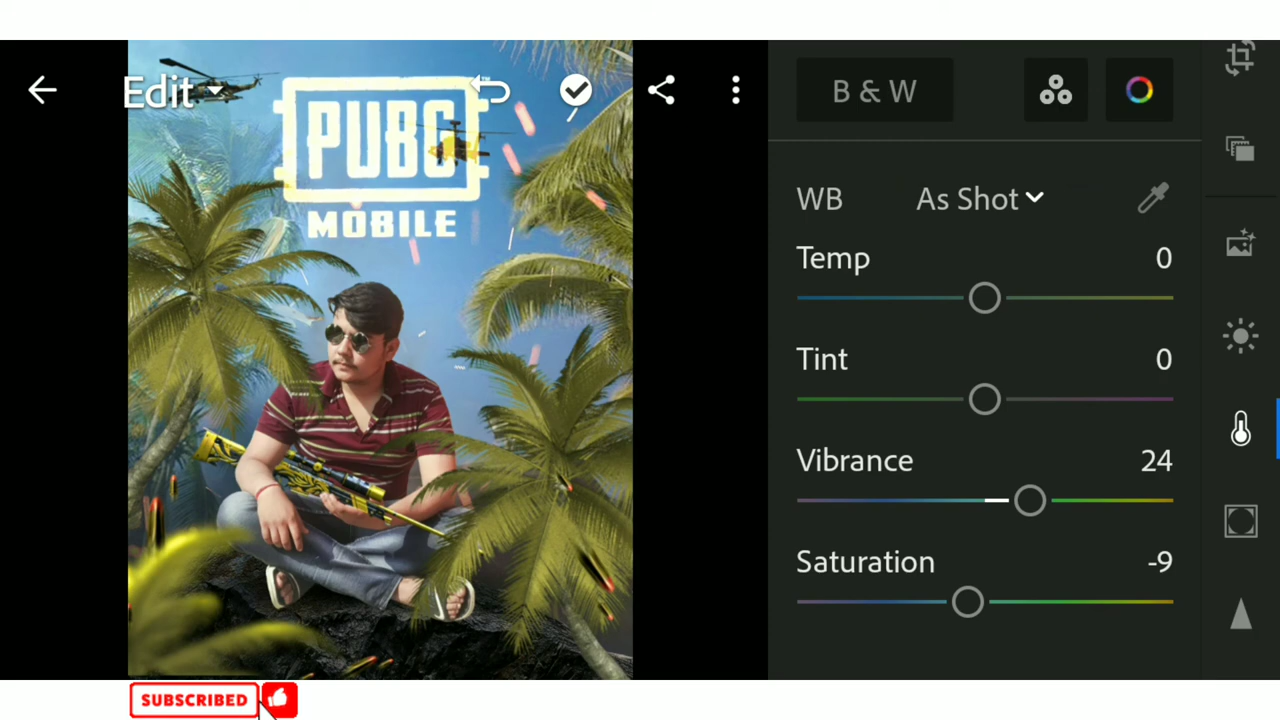 Edit
PUBG
MOBILE
B & W
WB As Shot
Temp 0
Tint 0
Vibrance 24
Saturation -9
SUBSCRIBED